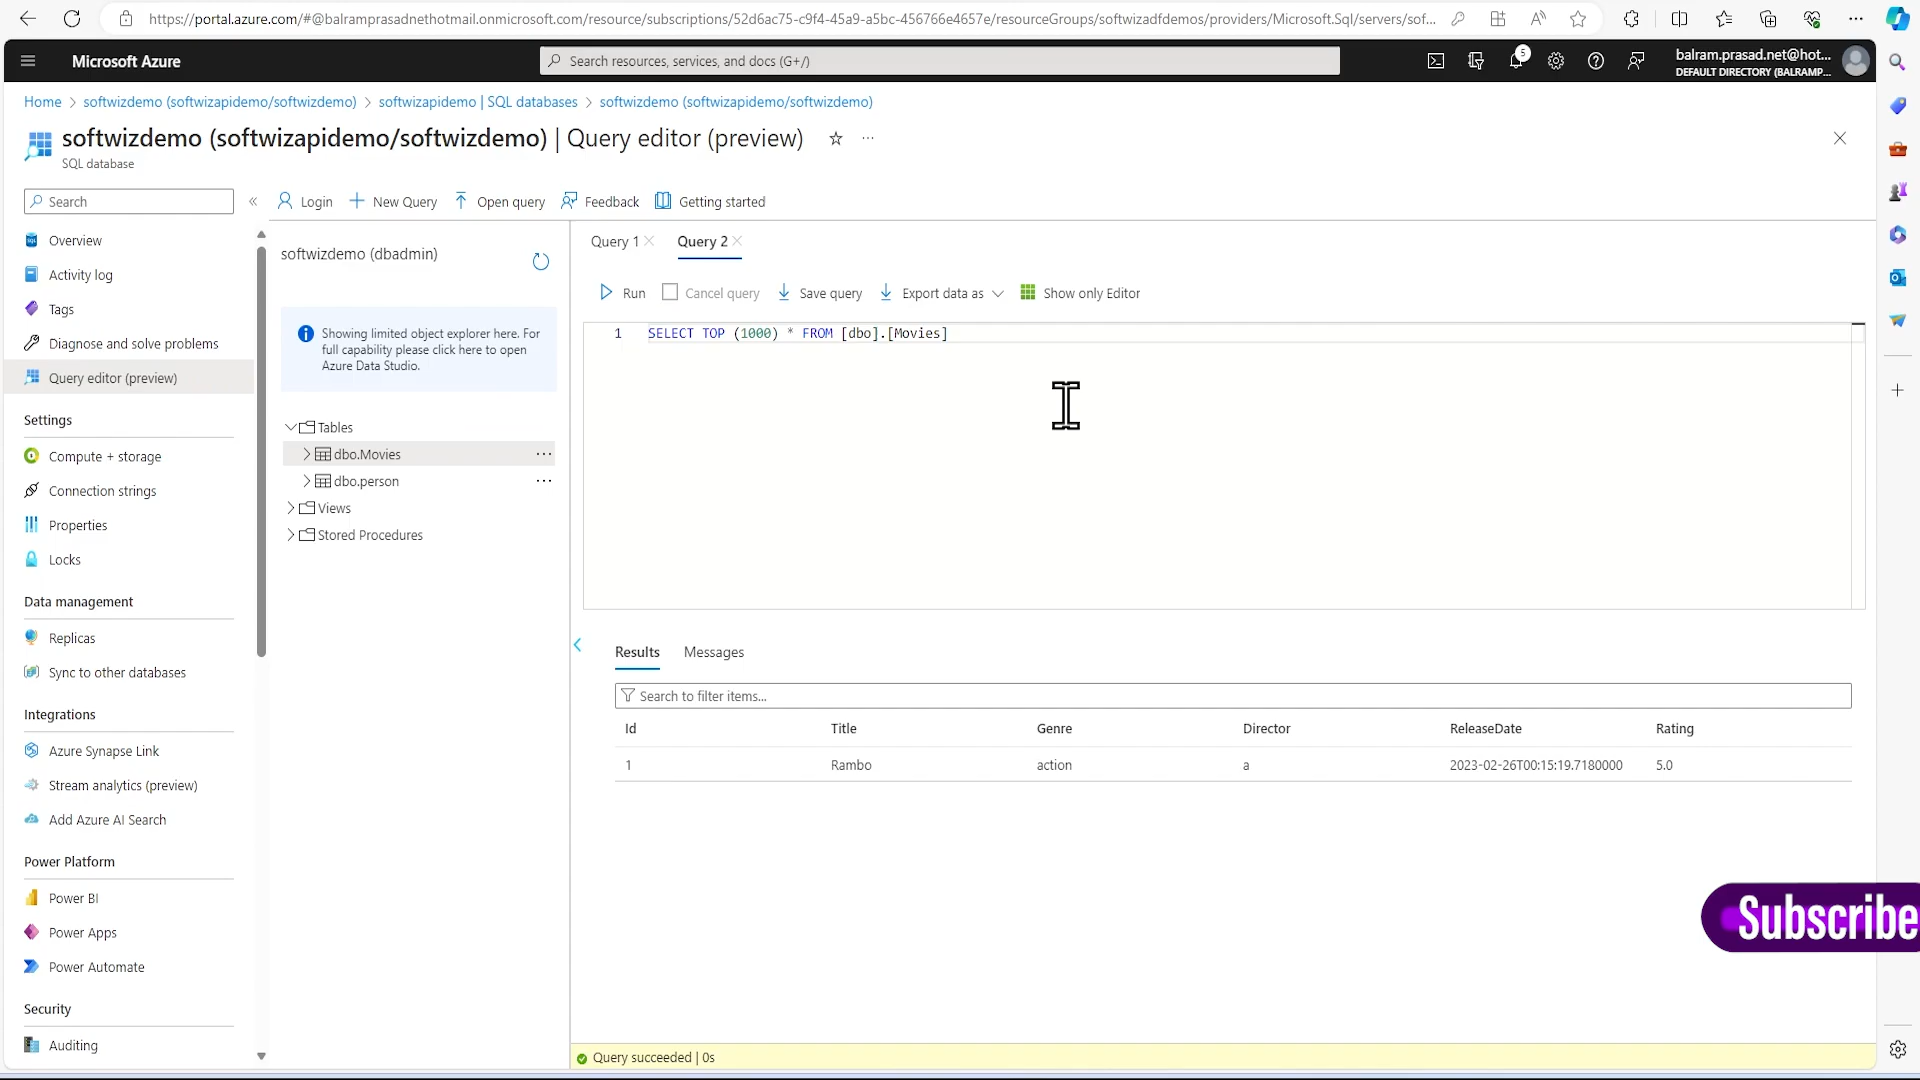 https://portal.azure.com/#@balramprasadnethotmail.onmicrosoft.com/resource/subscriptions/52d6ac75-c9f4-45a9-a5bc-456766e4657e/resourceGroups/softwizadfdemos/providers/Microsoft.Sql/servers/sof...
Microsoft Azure
Search resources, services, and docs (G+/)
5
balram.prasad.net@hot...
DEFAULT DIRECTORY (BALRAMP...
Home > softwizdemo (softwizapidemo/softwizdemo) > softwizapidemo | SQL databases > softwizdemo (softwizapidemo/softwizdemo)
softwizdemo (softwizapidemo/softwizdemo) | Query editor (preview)
SQL database
Search
Login
New Query
Open query
Feedback
Getting started
Overview
Activity log
Tags
Diagnose and solve problems
Query editor (preview)
Settings
Compute + storage
Connection strings
Properties
Locks
Data management
Replicas
Sync to other databases
Integrations
Azure Synapse Link
Stream analytics (preview)
Add Azure AI Search
Power Platform
Power BI
Power Apps
Power Automate
Security
Auditing
softwizdemo (dbadmin)
Showing limited object explorer here. For
full capability please click here to open
Azure Data Studio.
Tables
dbo.Movies
dbo.person
Views
Stored Procedures
Query 1
Query 2
Run
Cancel query
Save query
Export data as
Show only Editor
1 SELECT TOP (1000) * FROM [dbo].[Movies]
Results
Messages
Search to filter items...
Id Title Genre Director ReleaseDate Rating
1 Rambo action a 2023-02-26T00:15:19.7180000 5.0
Subscribe
Query succeeded | 0s